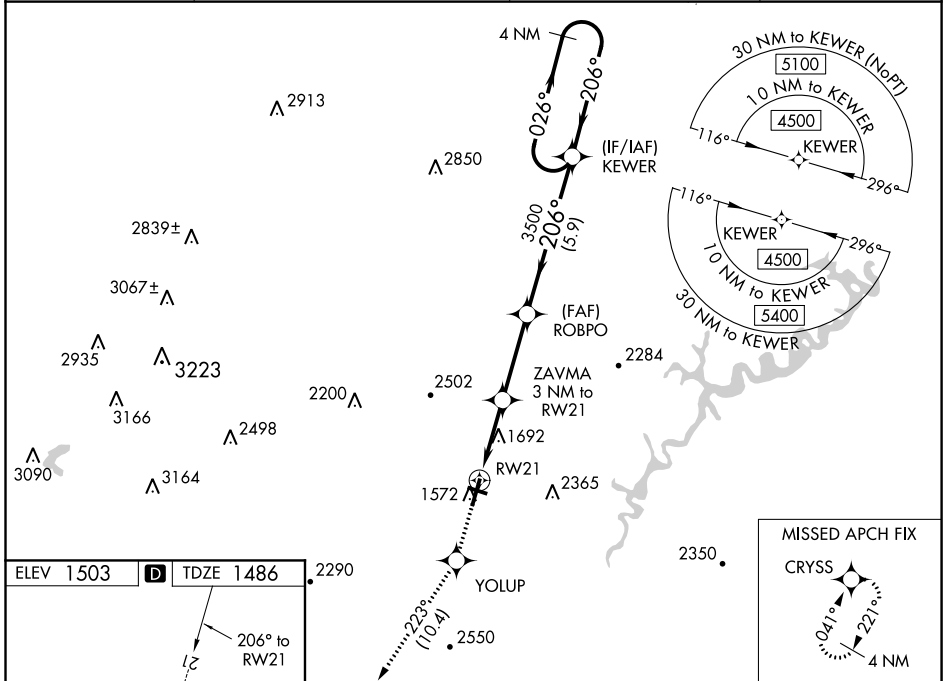 4 NM
30 NM to KEWER (NoPT)
5100
10 NM to KEWER
4500
116°
KEWER
296°
2913
026°
206°
(IF/IAF)
KEWER
2850
116°
KEWER
296°
4500
10 NM to KEWER
5400
30 NM to KEWER
3500
206°
(5.9)
2839±
3067±
(FAF)
ROBPO
2935
3223
2284
ZAVMA
3 NM to
RW21
2200
2502
3166
2498
1692
3090
3164
RW21
1572
2365
MISSED APCH FIX
CRYSS
041°
221°
4 NM
2350
YOLUP
223°
(10.4)
2550
ELEV 1503
D
TDZE 1486
2290
206° to
RW21
21